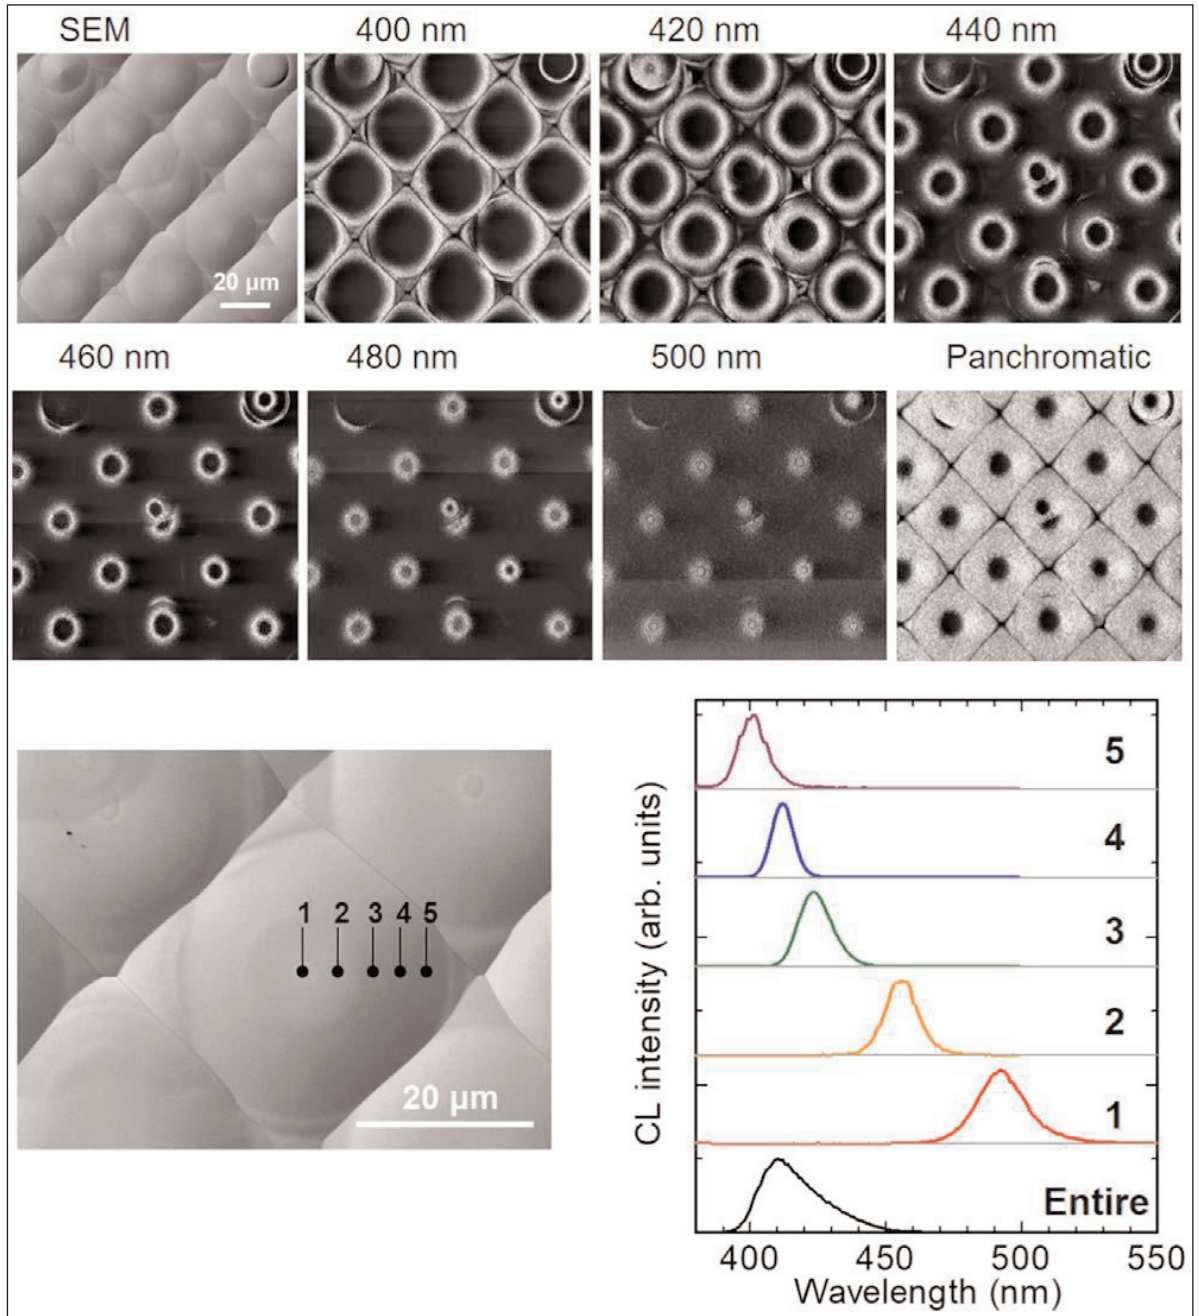 SEM 400 nm 420 nm 440 nm
20 µm
460 nm 480 nm 500 nm Panchromatic
1 2 3 4 5
20 µm
5
4
3
2
1
Entire
CL intensity (arb. units)
400 450 500 550
Wavelength (nm)